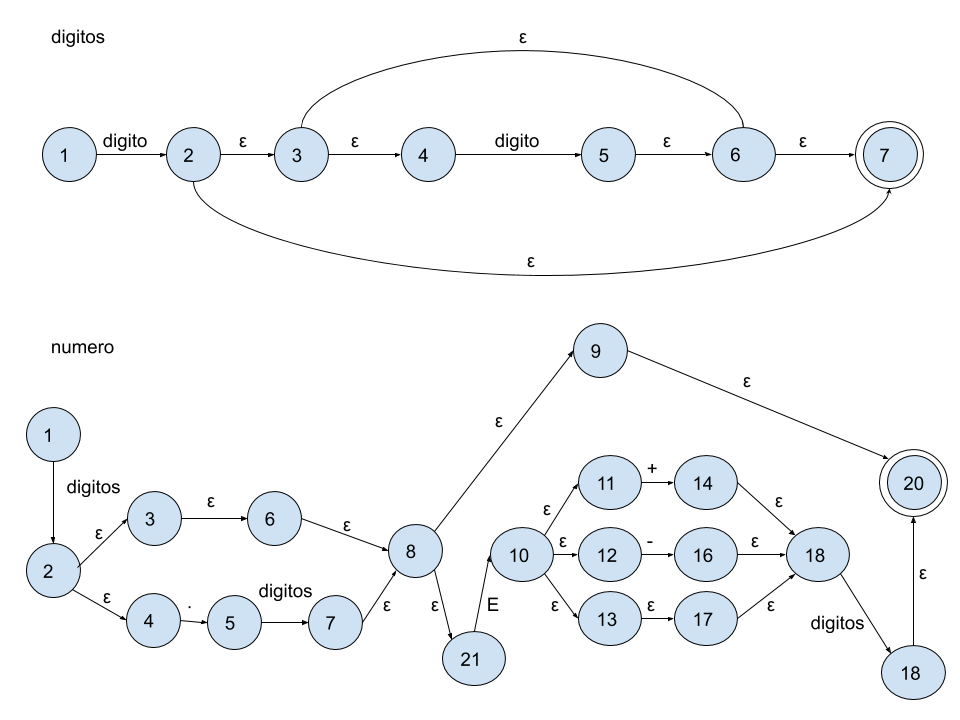 digitos
ε
1 digito 2 ε 3 ε 4 digito 5 ε 6 ε 7
ε
numero
9
ε
ε
1
digitos
11 + 14
20
3 ε 6
ε
ε
ε
ε
8
10 ε 12 - 16 ε 18
2
ε
4 . 5 digitos 7
ε
ε
E
ε
13 ε 17
ε
digitos
ε
21
18